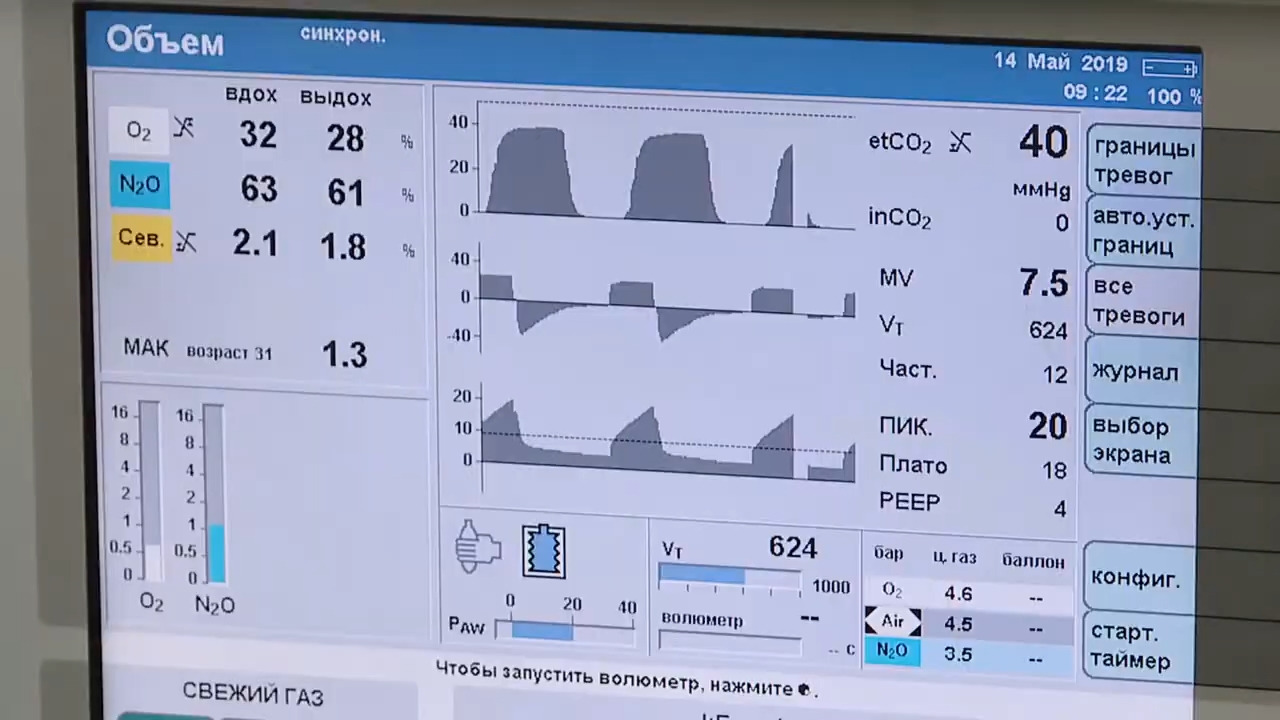 Объем синхрон.
14 Май 2019
09 : 22 100 %
вдох выдох
O2 32 28 %
N2O 63 61 %
Сев. 2.1 1.8 %
МАК возраст 31 1.3
16 16
8 8
4 4
2 2
1 1
0.5 0.5
0 0
O2 N2O
40
20
0
40
0
-40
20
10
0
etCO2 40
ммHg
inCO2 0
MV 7.5
VT 624
Част. 12
ПИК. 20
Плато 18
PEEP 4
границы
тревог
авто.уст.
границ
все
тревоги
журнал
выбор
экрана
конфиг.
старт.
таймер
0 20 40
PAW
VT 624
1000
волюметр --
-- с
бар ц. газ баллон
O2 4.6 --
Air 4.5 --
N2O 3.5 --
Чтобы запустить волюметр, нажмите .
СВЕЖИЙ ГАЗ